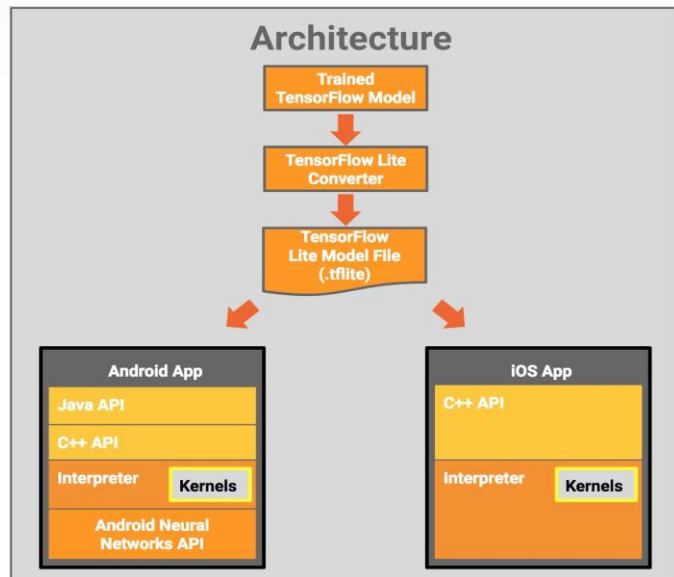 Architecture
Trained
TensorFlow Model
TensorFlow Lite
Converter
TensorFlow
Lite Model File
(.tflite)
Android App
Java API
C++ API
Interpreter
Kernels
Android Neural
Networks API
iOS App
C++ API
Interpreter
Kernels